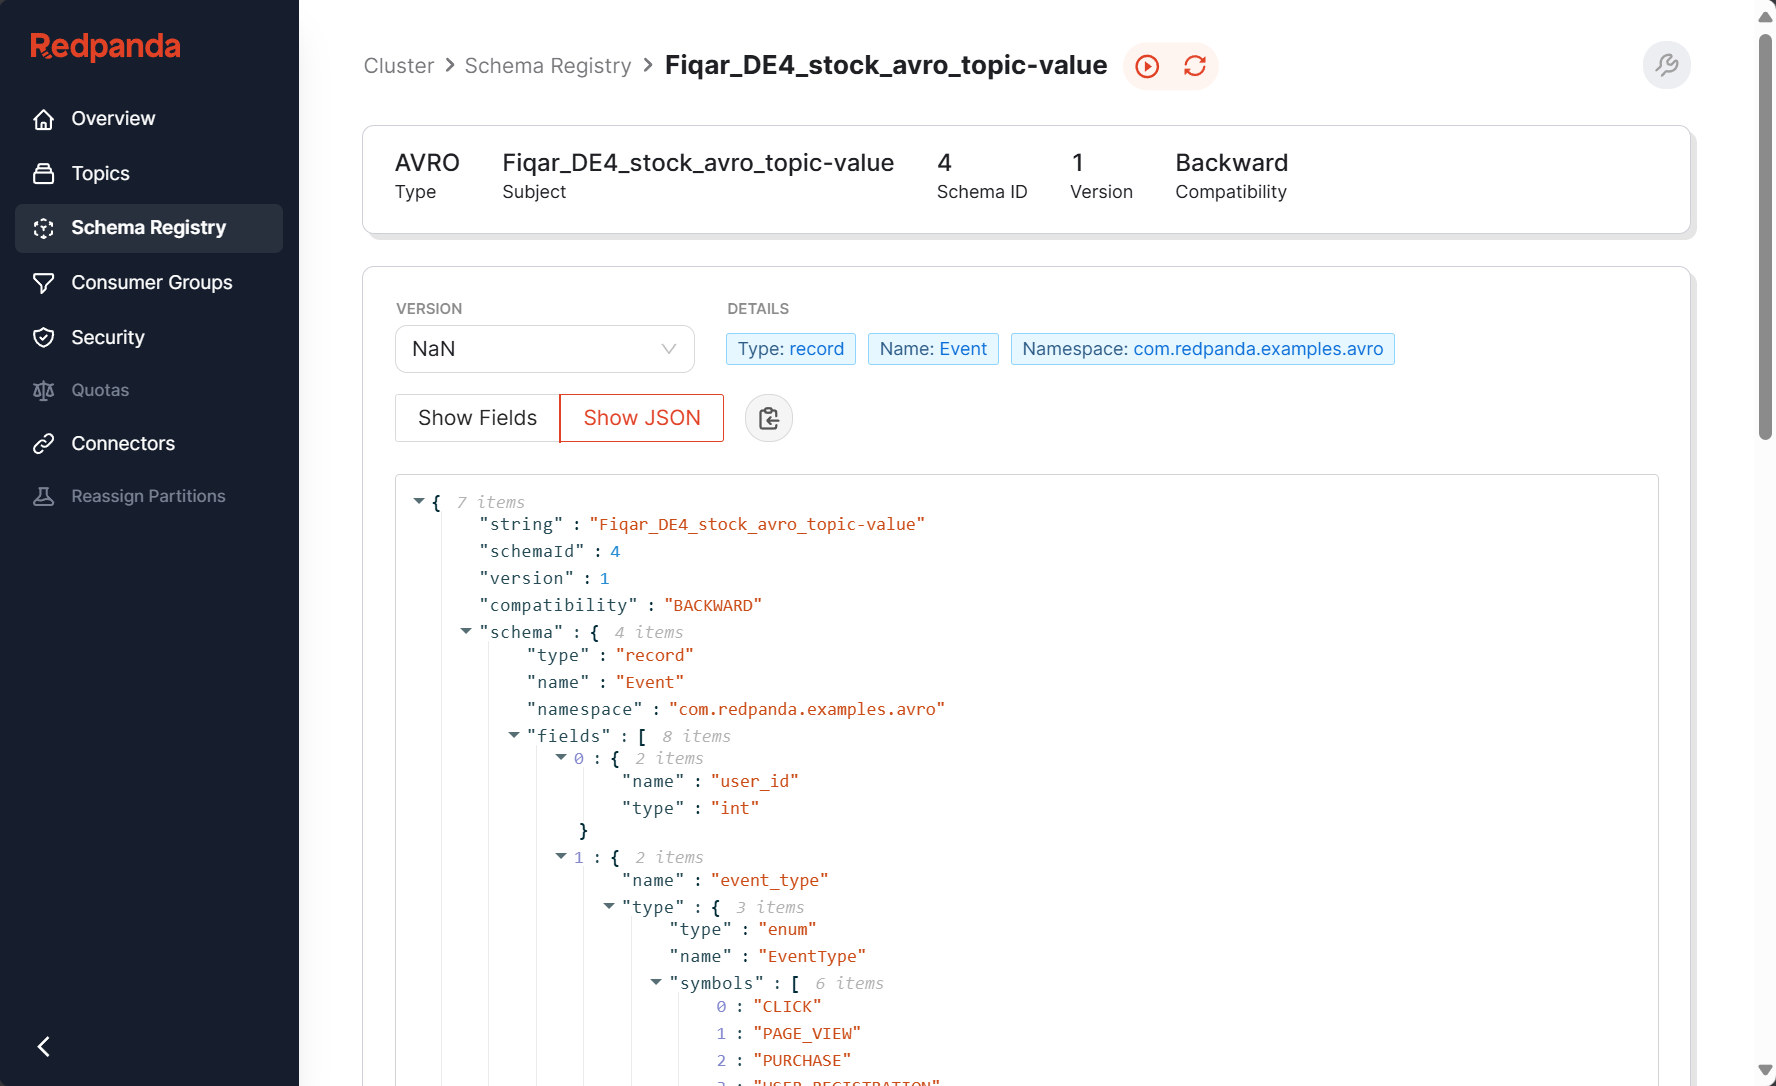 Redpanda
Overview
Topics
Schema Registry
Consumer Groups
Security
Quotas
Connectors
Reassign Partitions
Cluster > Schema Registry > Fiqar_DE4_stock_avro_topic-value
AVRO Fiqar_DE4_stock_avro_topic-value 4 1 Backward
Type Subject Schema ID Version Compatibility
VERSION DETAILS
NaN Type: record Name: Event Namespace: com.redpanda.examples.avro
Show Fields Show JSON
{ 7 items
"string" : "Fiqar_DE4_stock_avro_topic-value"
"schemaId" : 4
"version" : 1
"compatibility" : "BACKWARD"
"schema" : { 4 items
"type" : "record"
"name" : "Event"
"namespace" : "com.redpanda.examples.avro"
"fields" : [ 8 items
0 : { 2 items
"name" : "user_id"
"type" : "int"
}
1 : { 2 items
"name" : "event_type"
"type" : { 3 items
"type" : "enum"
"name" : "EventType"
"symbols" : [ 6 items
0 : "CLICK"
1 : "PAGE_VIEW"
2 : "PURCHASE"
3 : "USER_REGISTRATION"